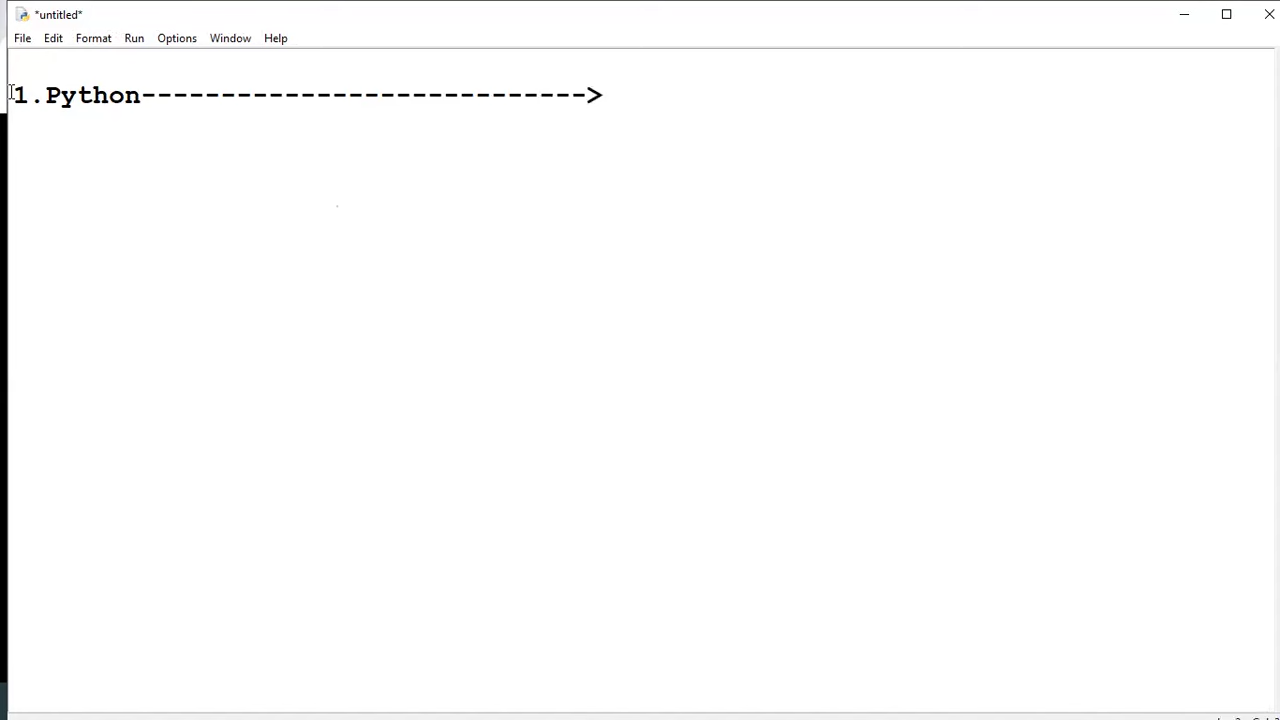 *untitled*
File Edit Format Run Options Window Help
1.Python---------------------------->